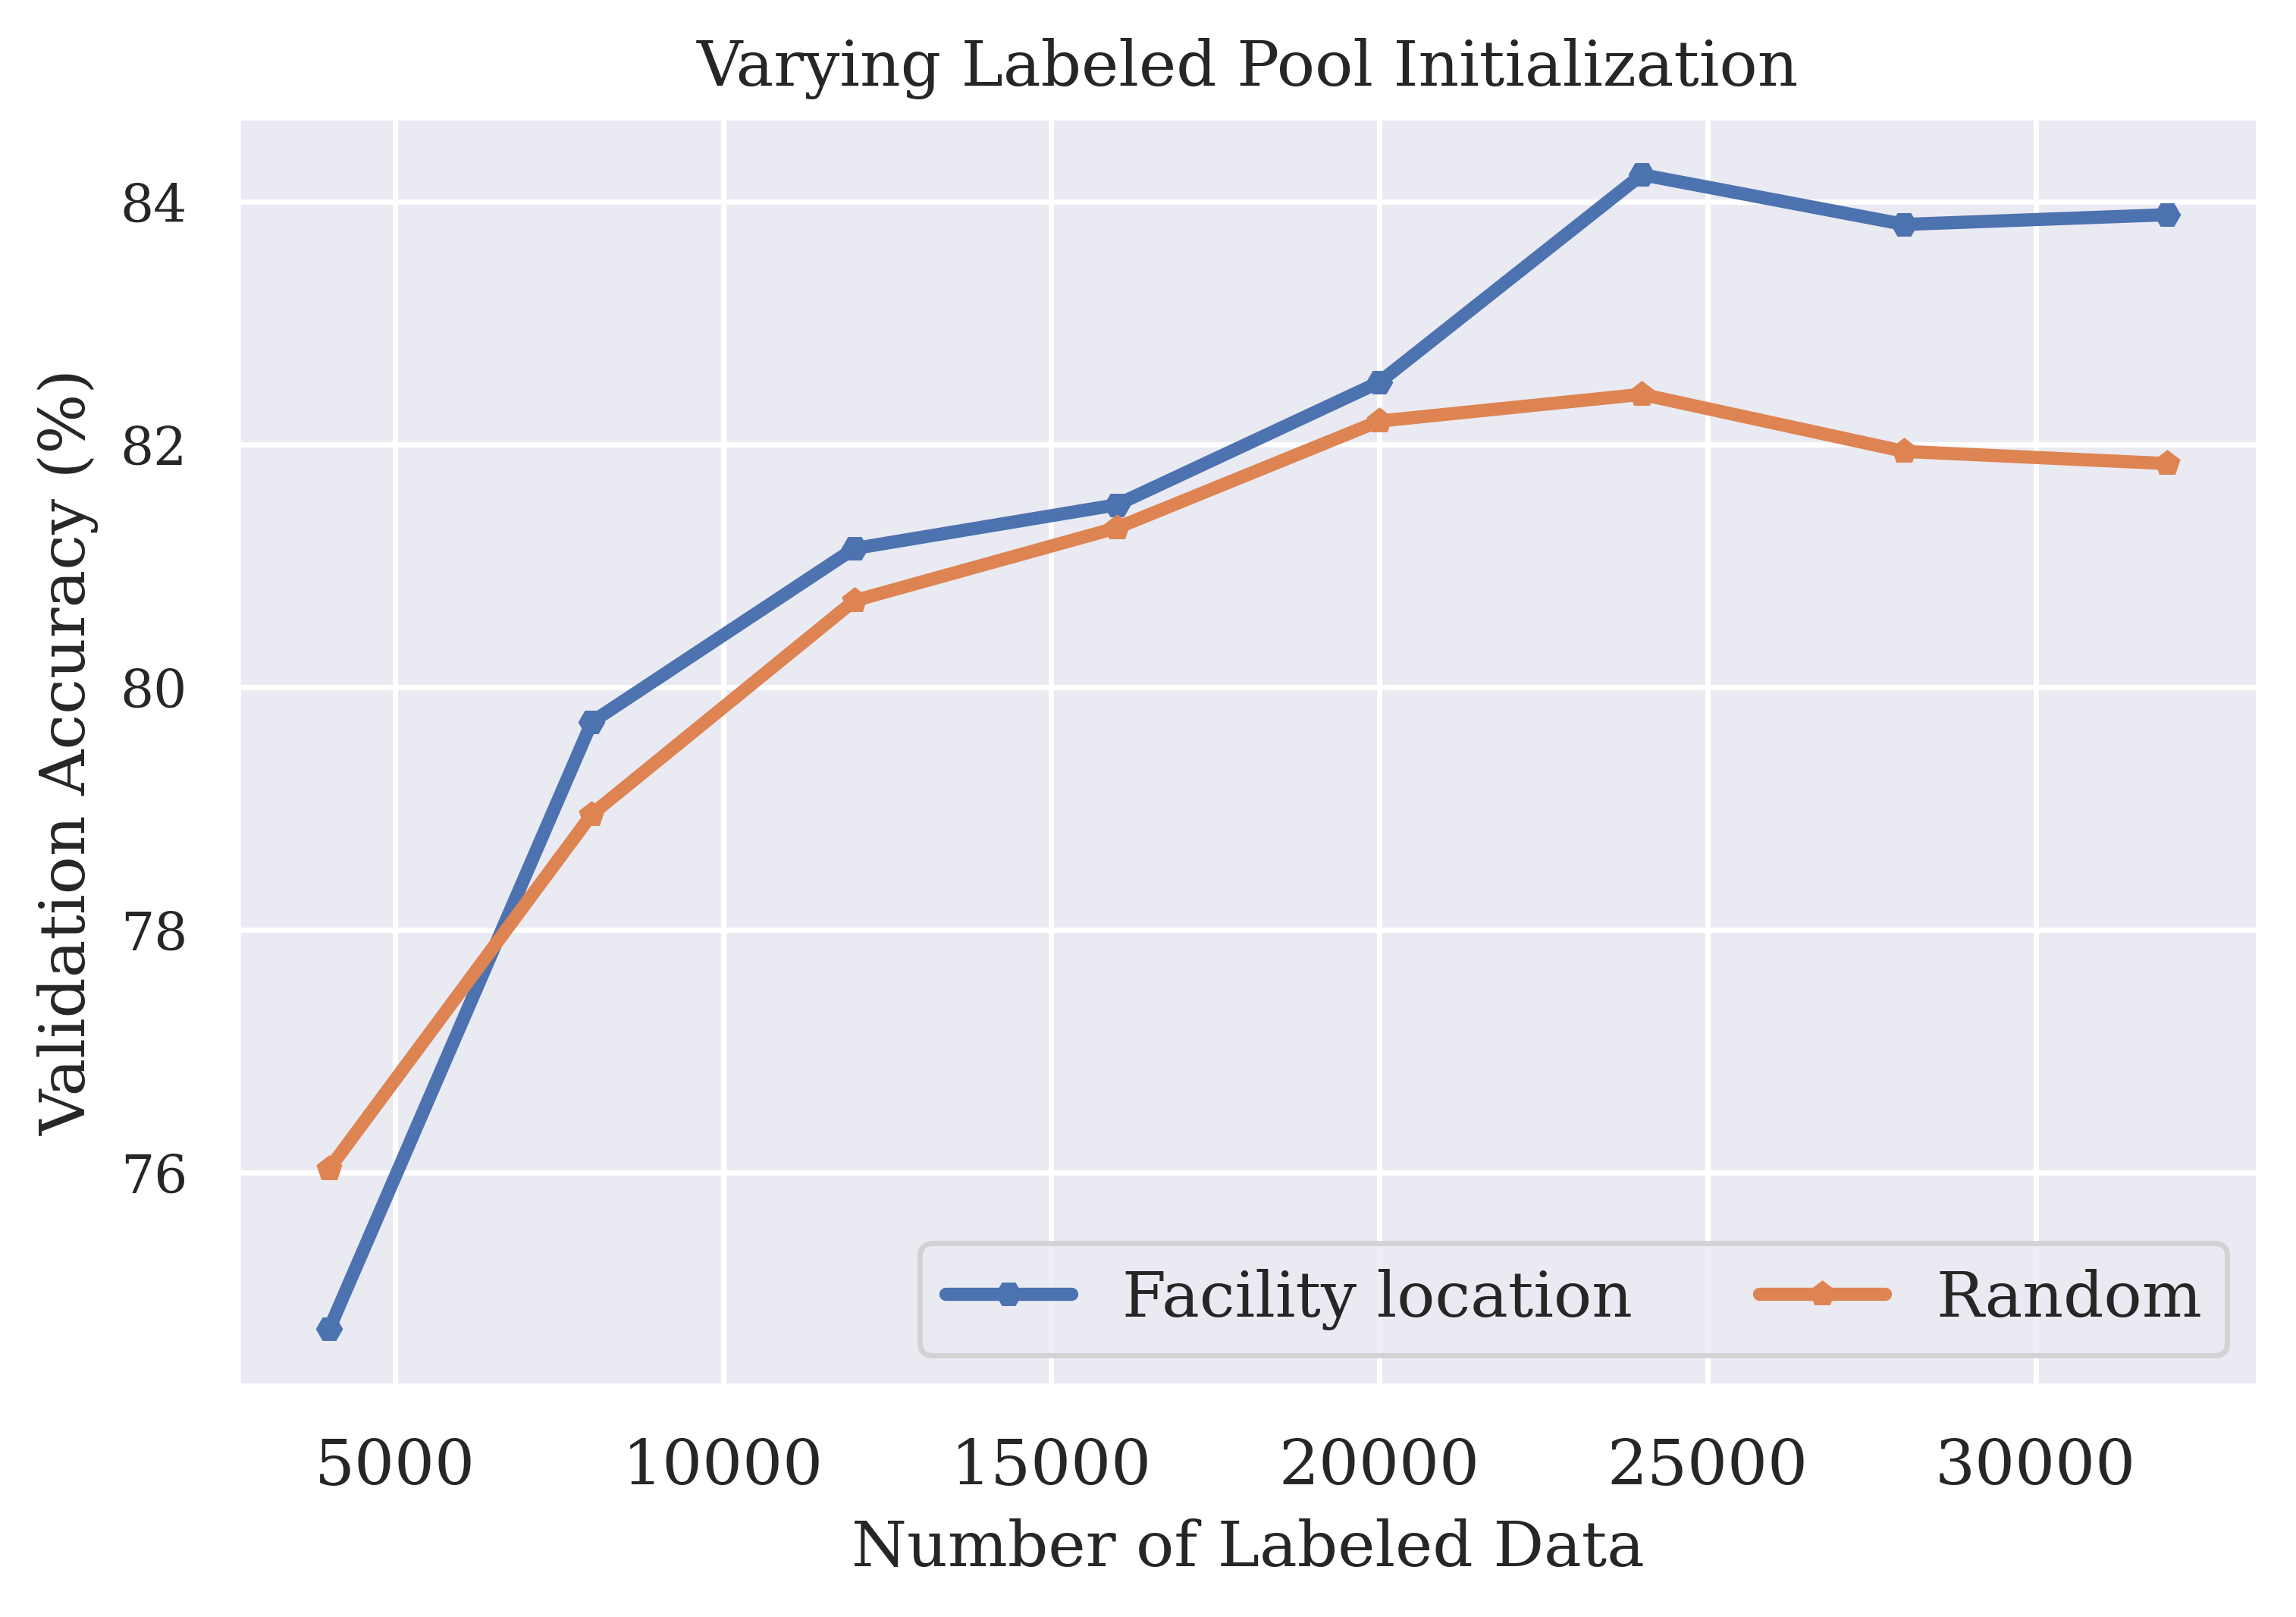 Varying Labeled Pool Initialization
Validation Accuracy (%)
84
82
80
78
76
Facility location
Random
5000
10000
15000
20000
25000
30000
Number of Labeled Data